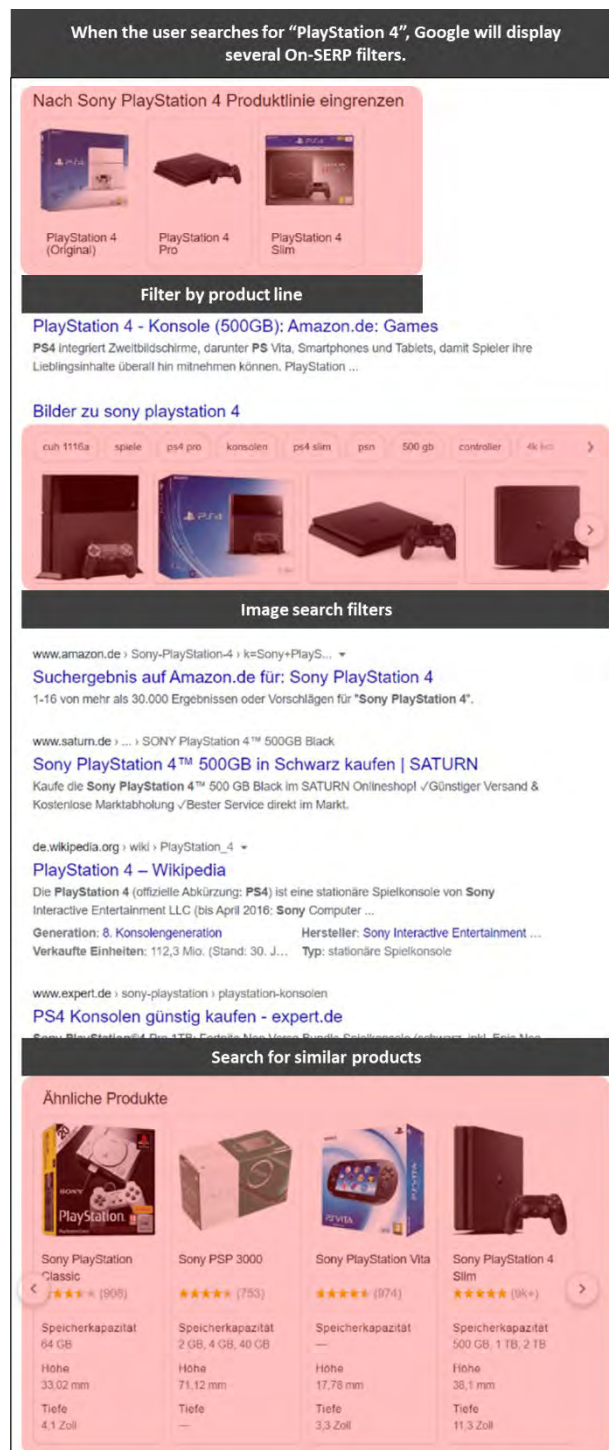 When the user searches for “PlayStation 4”, Google will display
several On-SERP filters.
Nach Sony PlayStation 4 Produktlinie eingrenzen
PlayStation 4
(Original)
PlayStation 4
Pro
PlayStation 4
Slim
Filter by product line
PlayStation 4 - Konsole (500GB): Amazon.de: Games
PS4 integriert Zweitbildschirme, darunter PS Vita, Smartphones und Tablets, damit Spieler ihre
Lieblingsinhalte überall hin mitnehmen können. PlayStation ...
Bilder zu sony playstation 4
cuh 1116a spiele ps4 pro konsolen ps4 slim psn 500 gb controller 4k
PS4
Image search filters
www.amazon.de › Sony-PlayStation-4 › k=Sony+PlayS...
Suchergebnis auf Amazon.de für: Sony PlayStation 4
1-16 von mehr als 30.000 Ergebnissen oder Vorschlägen für "Sony PlayStation 4".
www.saturn.de › ... › SONY PlayStation 4™ 500GB Black
Sony PlayStation 4™ 500GB in Schwarz kaufen | SATURN
Kaufe die Sony PlayStation 4™ 500 GB Black im SATURN Onlineshop! ✓Günstiger Versand &
Kostenlose Marktabholung ✓Bester Service direkt im Markt.
de.wikipedia.org › wiki › PlayStation_4
PlayStation 4 – Wikipedia
Die PlayStation 4 (offizielle Abkürzung: PS4) ist eine stationäre Spielkonsole von Sony
Interactive Entertainment LLC (bis April 2016: Sony Computer ...
Generation: 8. Konsolengeneration Hersteller: Sony Interactive Entertainment ...
Verkaufte Einheiten: 112,3 Mio. (Stand: 30. J... Typ: stationäre Spielkonsole
www.expert.de › sony-playstation › playstation-konsolen
PS4 Konsolen günstig kaufen - expert.de
Search for similar products
Ähnliche Produkte
20
SONY
PlayStation
PSVITA
Sony PlayStation
Classic
(908)
Speicherkapazität
64 GB
Höhe
33,02 mm
Tiefe
4,1 Zoll
Sony PSP 3000
(753)
Speicherkapazität
2 GB, 4 GB, 40 GB
Höhe
71,12 mm
Tiefe
—
Sony PlayStation Vita
(974)
Speicherkapazität
—
Höhe
17,78 mm
Tiefe
3,3 Zoll
Sony PlayStation 4
Slim
(9k+)
Speicherkapazität
500 GB, 1 TB, 2 TB
Höhe
38,1 mm
Tiefe
11,3 Zoll